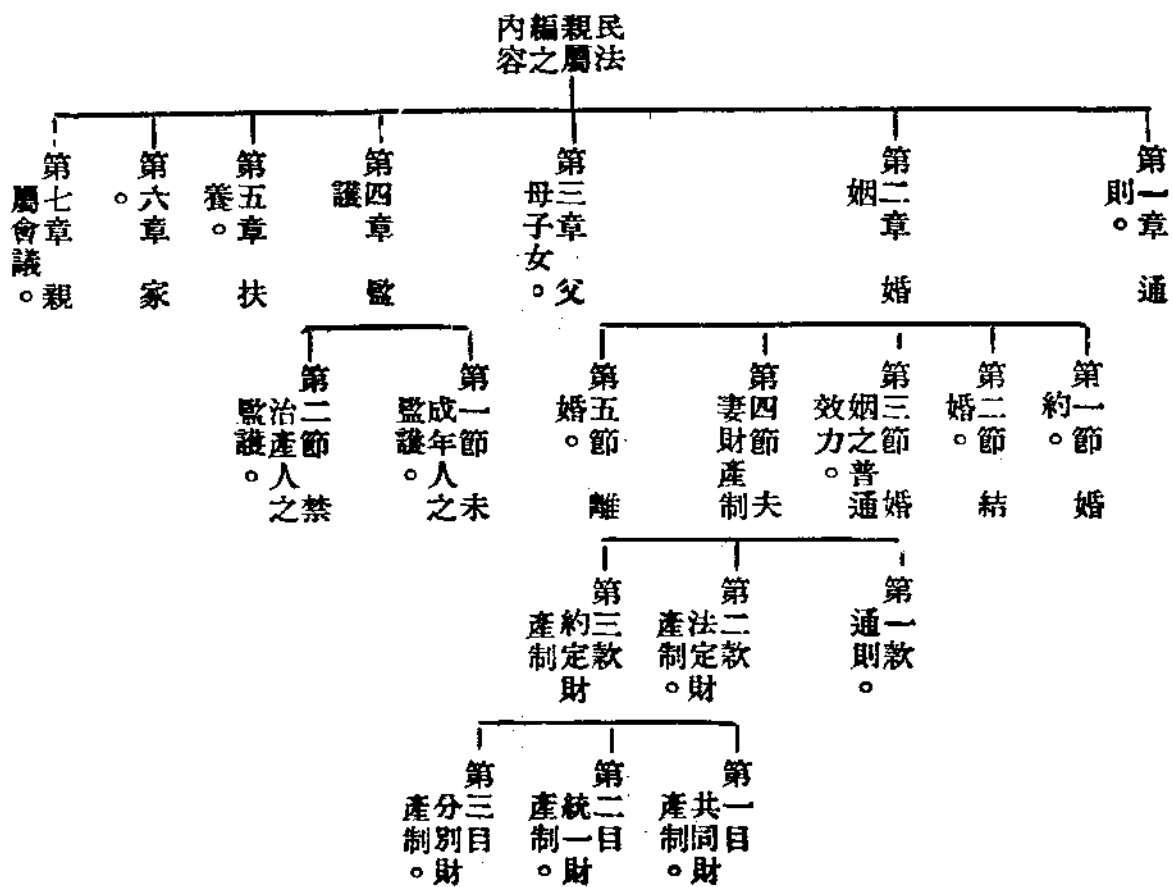 民法
親屬
編之
內容
第一章　通
則。
第二章　婚
姻
第三章　父
母子女。
第四章　監
護
第五章　扶
養。
第六章　家
。
第七章　親
屬會議。
第一節　婚
約。
第二節　結
婚。
第三節　婚
姻之普通
效力。
第四節　夫
妻財產制
第五節　離
婚。
第一節　未
成年人之
監護。
第二節　禁
治產人之
監護。
第一款
通則。
第二款
法定財
產制。
第三款
約定財
產制
第一目
共同財
產制。
第二目
統一財
產制。
第三目
分別財
產制。